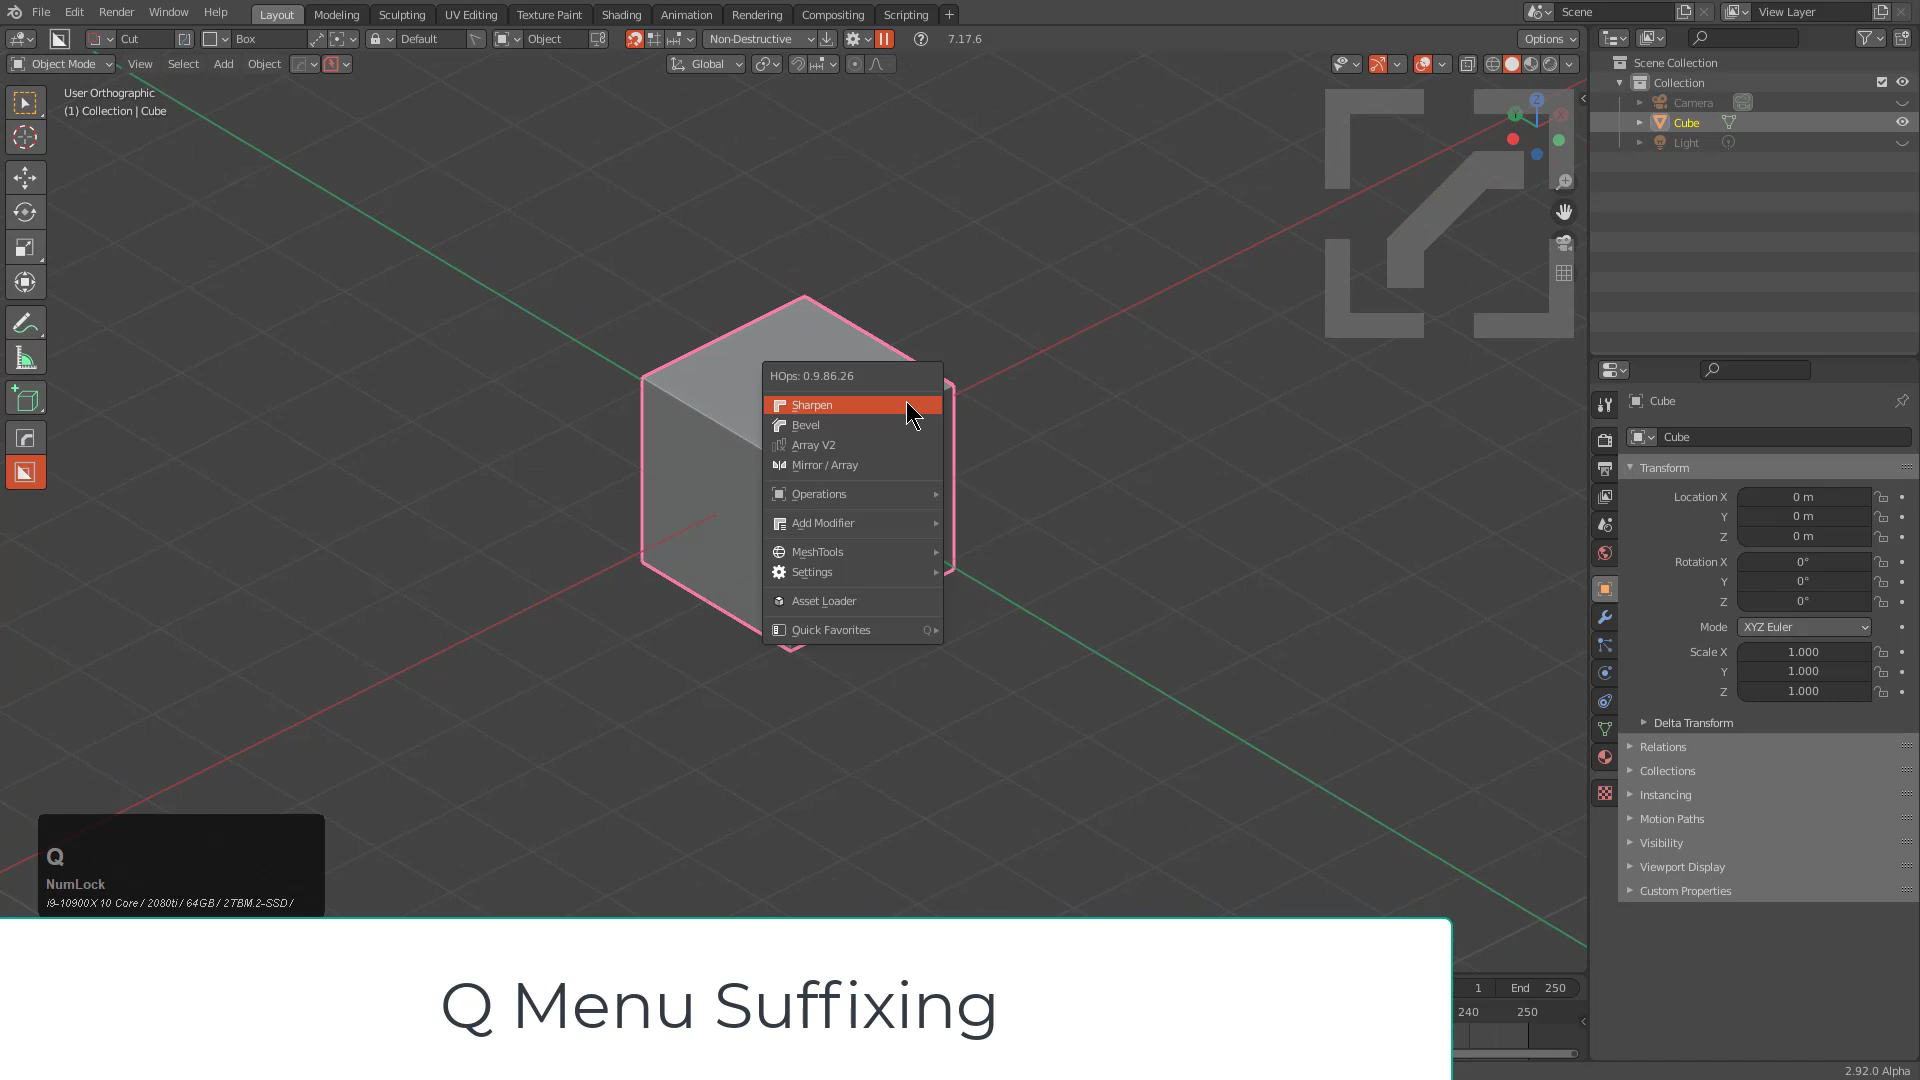 File Edit Render Window Help Layout Modeling Sculpting UV Editing Texture Paint Shading Animation Rendering Compositing Scripting + Scene View Layer
Cut Box Default Object Non-Destructive 7.17.6 Options
Object Mode View Select Add Object Global
User Orthographic
(1) Collection | Cube
Scene Collection
Collection
Camera
Cube
Light
Z
HOps: 0.9.86.26
Sharpen
Bevel
Array V2
Mirror / Array
Operations
Add Modifier
MeshTools
Settings
Asset Loader
Quick Favorites Q
Cube
Cube
Transform
Location X 0 m
Y 0 m
Z 0 m
Rotation X 0°
Y 0°
Z 0°
Mode XYZ Euler
Scale X 1.000
Y 1.000
Z 1.000
Delta Transform
Relations
Collections
Instancing
Motion Paths
Visibility
Viewport Display
Custom Properties
Q
NumLock
i9-10900X 10 Core / 2080ti / 64GB / 2TBM.2-SSD /
Q Menu Suffixing
1 End 250
240 250
2.92.0 Alpha